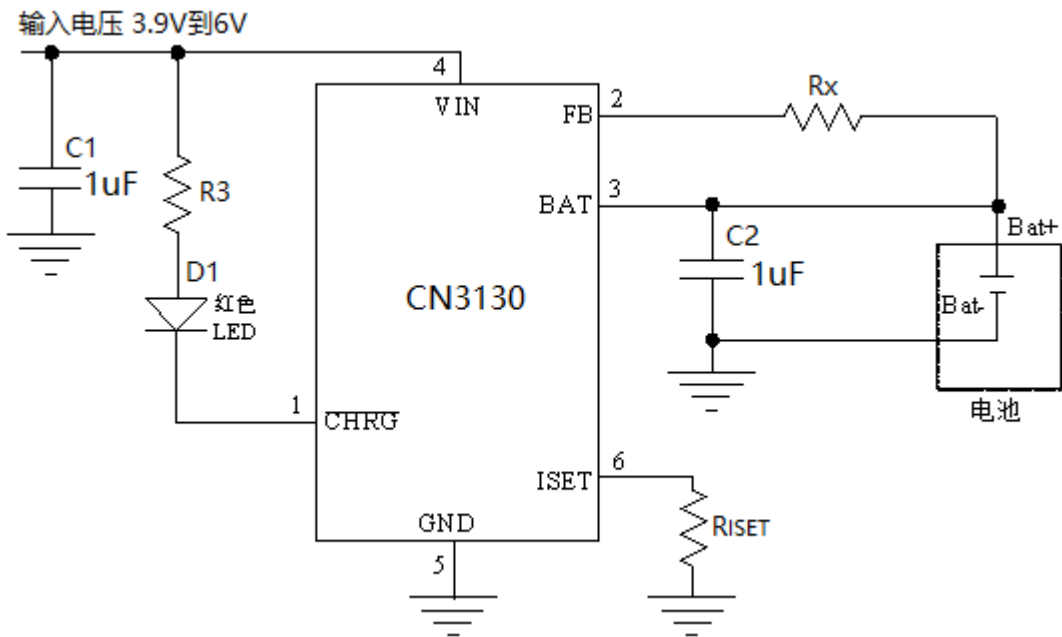 输入电压 3.9V到6V
4
VIN
2
FB
Rx
C1
1uF
R3
3
BAT
Bat+
C2
1uF
D1
红色
LED
CN3130
Bat-
电池
1
CHRG
6
ISET
RISET
GND
5